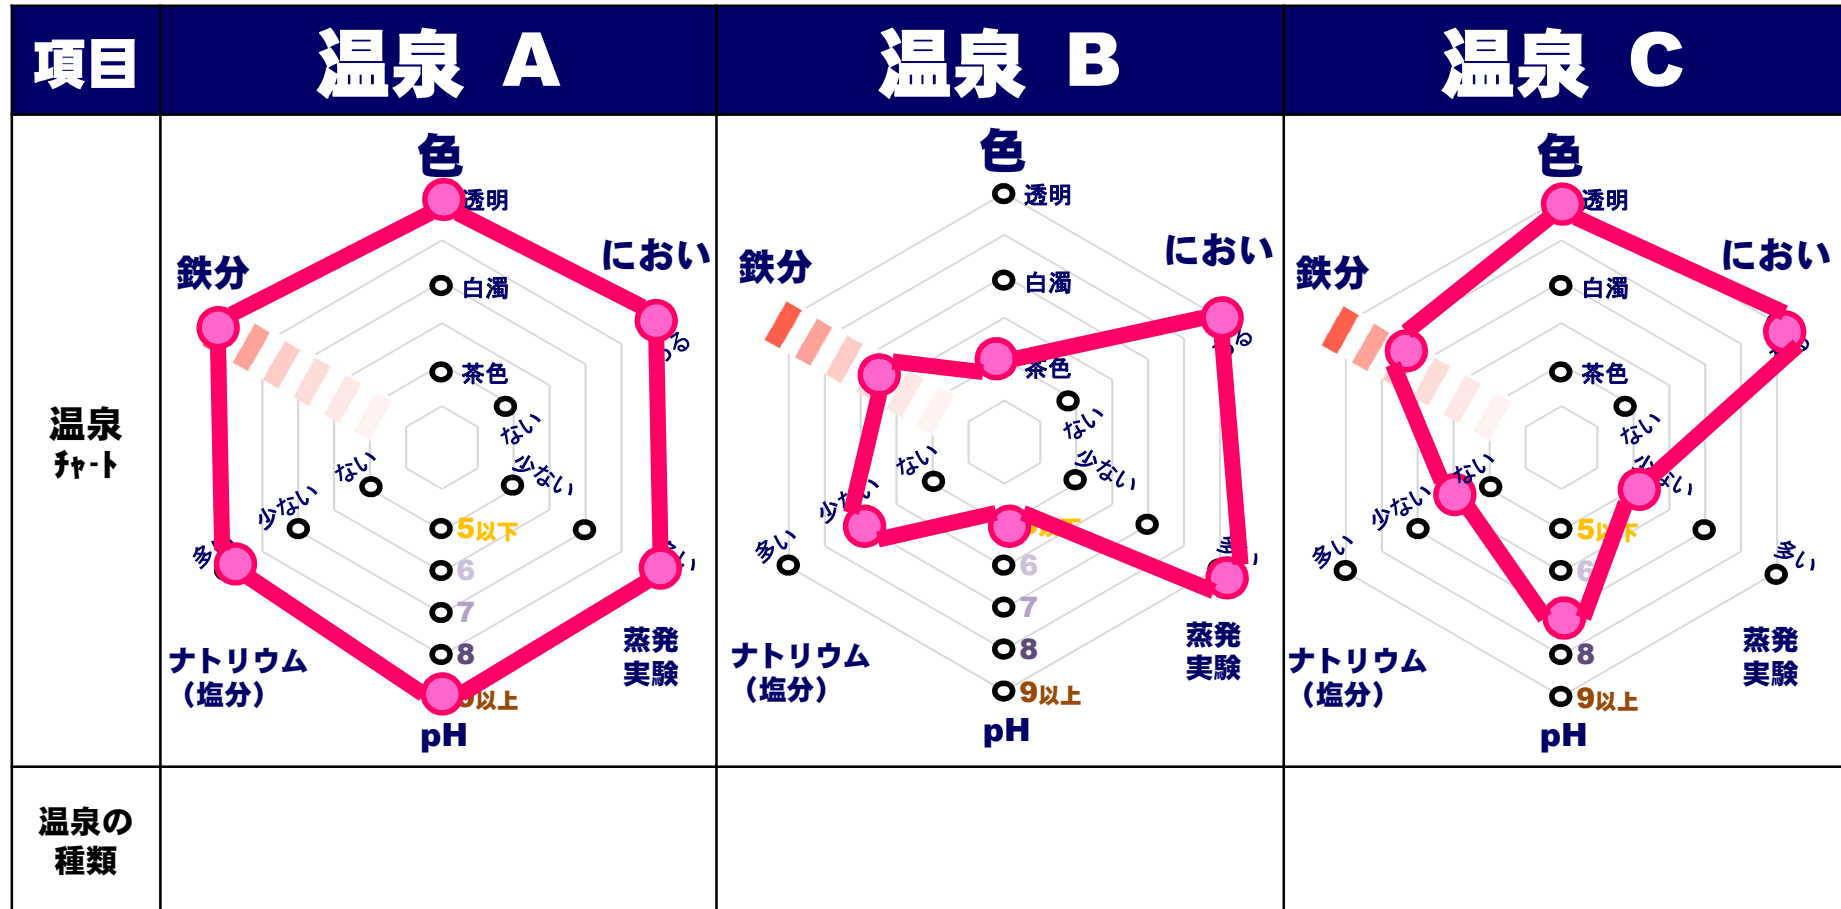 項目
温泉 A
温泉 B
温泉 C
温泉
ﾁｬｰﾄ
色
透明
白濁
茶色
におい
ない
鉄分
少ない
多い
ない
少ない
5以下
6
7
8
9以上
pH
ナトリウム
（塩分）
蒸発
実験
色
透明
白濁
茶色
におい
ない
鉄分
ない
多い
少ない
6
7
8
9以上
pH
ナトリウム
（塩分）
蒸発
実験
色
透明
白濁
茶色
におい
ない
鉄分
ない
少ない
多い
少ない
多い
5以下
6
8
9以上
pH
ナトリウム
（塩分）
蒸発
実験
温泉の
種類